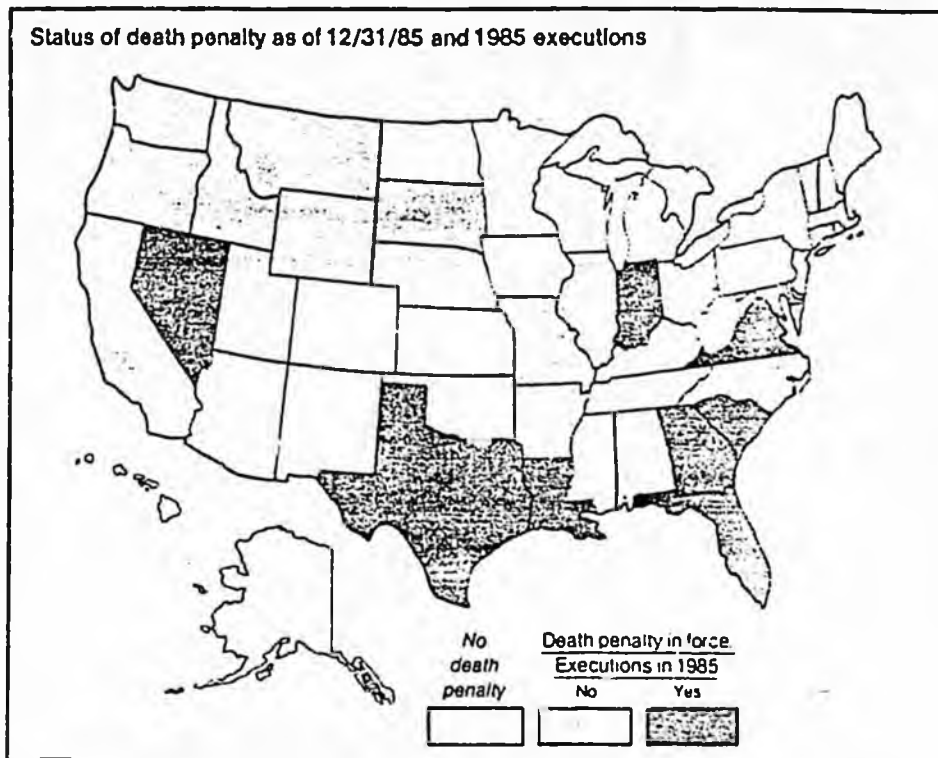 Status of death penalty as of 12/31/85 and 1985 executions
No
death
penalty
Death penalty in force
Executions in 1985
No
Yes